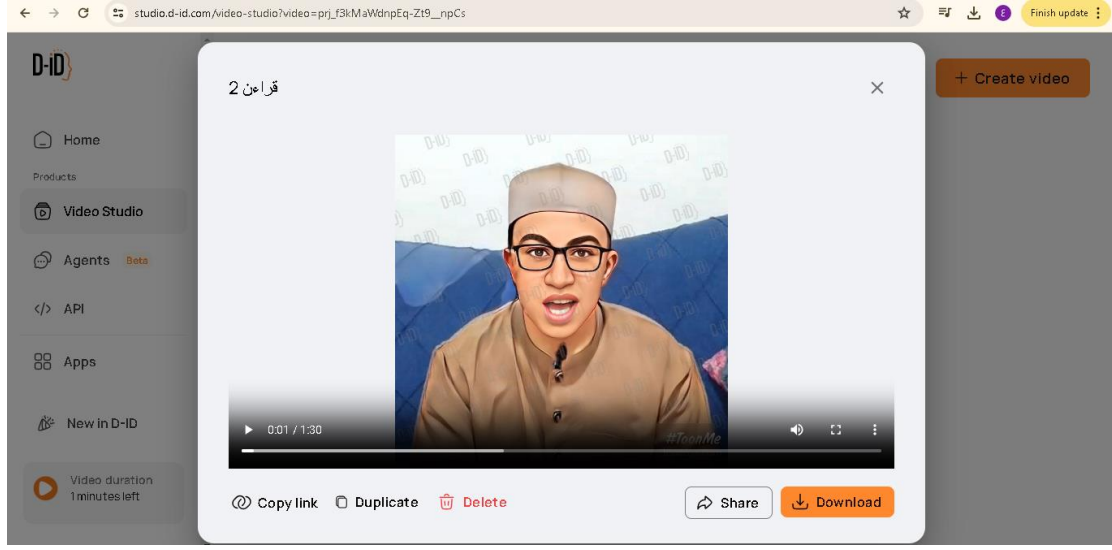 studio.d-id.com/video-studio?video=prj_f3kMaWdnpEq-Zt9__npCs
E
Finish update
D-iD
قراءن 2
+ Create video
Home
Products
Video Studio
Agents Beta
</> API
Apps
New in D-ID
Video duration
1 minutes left
D-iD
0:01 / 1:30
#ToonMe
Copy link
Duplicate
Delete
Share
Download